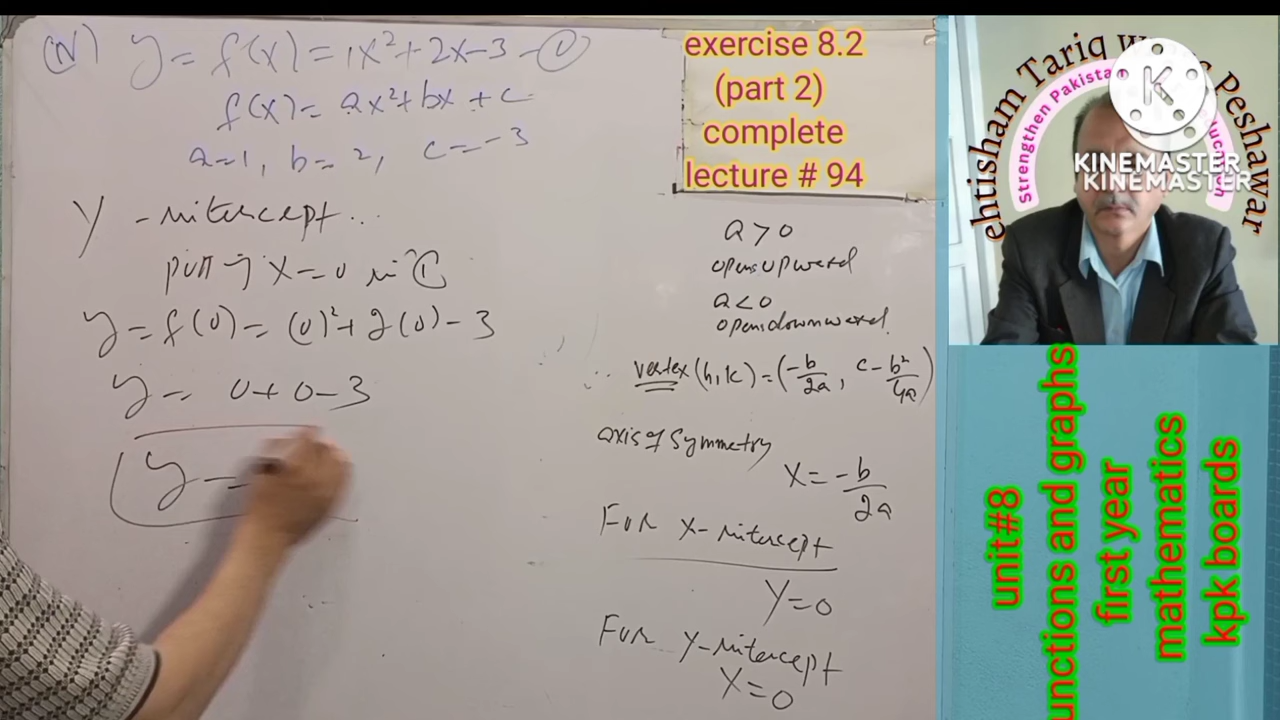 (iv) y = f(x) = 1x² + 2x - 3 - ①
f(x) = ax² + bx + c
a=1, b=2, c=-3
y-intercept...
putting x=0 in ①
y = f(0) = (0)² + 2(0) - 3
y = 0+0-3
y =
exercise 8.2
(part 2)
complete
lecture # 94
a > 0
opens upward
a < 0
opens downward
∴ vertex (h, k) = (-b/2a, c - b²/4a)
axis of symmetry
x = -b/2a
For x-intercept
y=0
For y-intercept
x=0
ehtisham Tariq
Peshawar
Strengthen Pakistan
K
KINEMASTER
KINEMASTER
unit#8
unctions and graphs
first year
mathematics
kpk boards